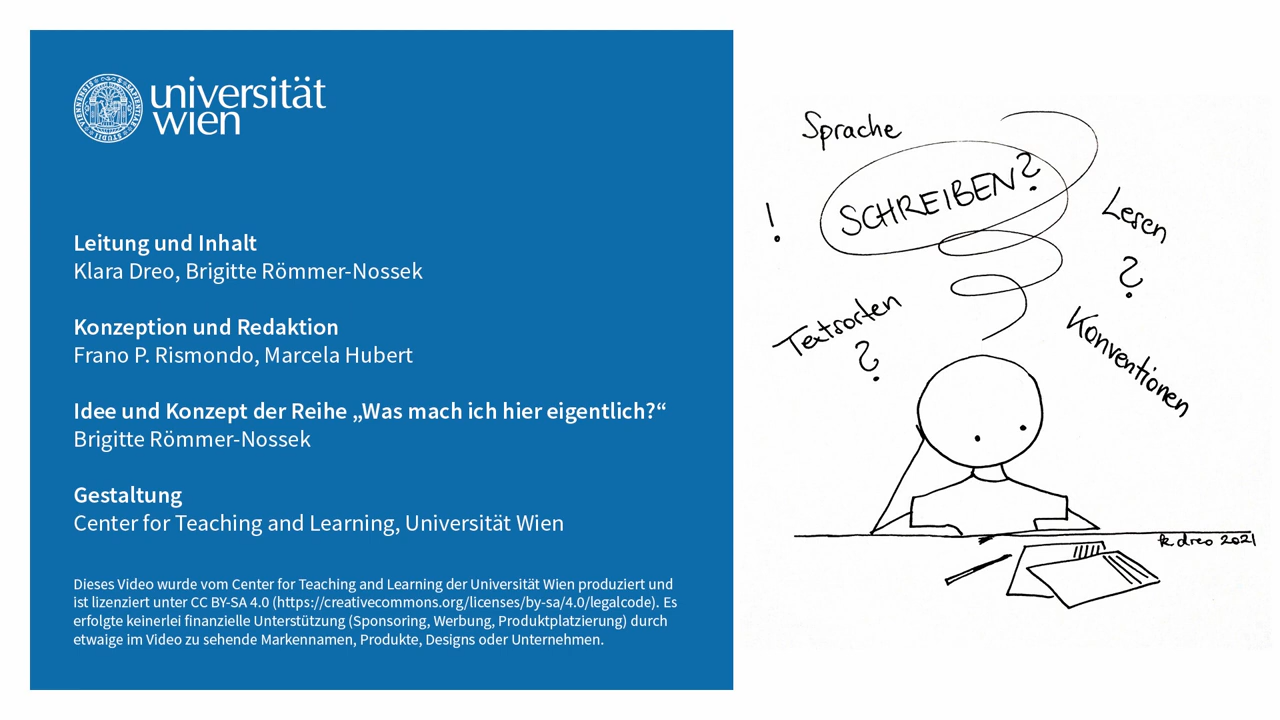 universität
wien
Leitung und Inhalt
Klara Dreo, Brigitte Römmer-Nossek
Konzeption und Redaktion
Frano P. Rismondo, Marcela Hubert
Idee und Konzept der Reihe „Was mach ich hier eigentlich?“
Brigitte Römmer-Nossek
Gestaltung
Center for Teaching and Learning, Universität Wien
Dieses Video wurde vom Center for Teaching and Learning der Universität Wien produziert und
ist lizenziert unter CC BY-SA 4.0 (https://creativecommons.org/licenses/by-sa/4.0/legalcode). Es
erfolgte keinerlei finanzielle Unterstützung (Sponsoring, Werbung, Produktplatzierung) durch
etwaige im Video zu sehende Markennamen, Produkte, Designs oder Unternehmen.
Sprache
SCHREIBEN?
!
Lesen
?
Textsorten
?
Konventionen
k dreo 2021